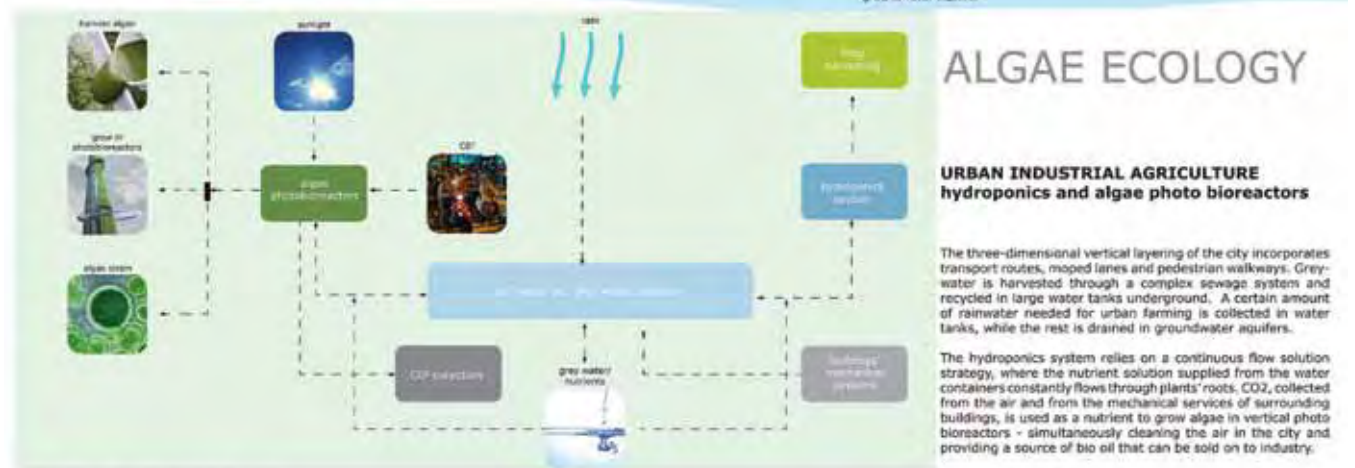 sunlight
rain
grow in
photobioreactors
algae
photobioreactors
hydroponics
system
algae strain
grey water/
nutrients
buildings'
mechanical
systems
ALGAE ECOLOGY
URBAN INDUSTRIAL AGRICULTURE
hydroponics and algae photo bioreactors
The three-dimensional vertical layering of the city incorporates
transport routes, moped lanes and pedestrian walkways. Grey-
water is harvested through a complex sewage system and
recycled in large water tanks underground. A certain amount
of rainwater needed for urban farming is collected in water
tanks, while the rest is drained in groundwater aquifers.
The hydroponics system relies on a continuous flow solution
strategy, where the nutrient solution supplied from the water
containers constantly flows through plants' roots. CO2, collected
from the air and from the mechanical services of surrounding
buildings, is used as a nutrient to grow algae in vertical photo
bioreactors - simultaneously cleaning the air in the city and
providing a source of bio oil that can be sold on to industry.